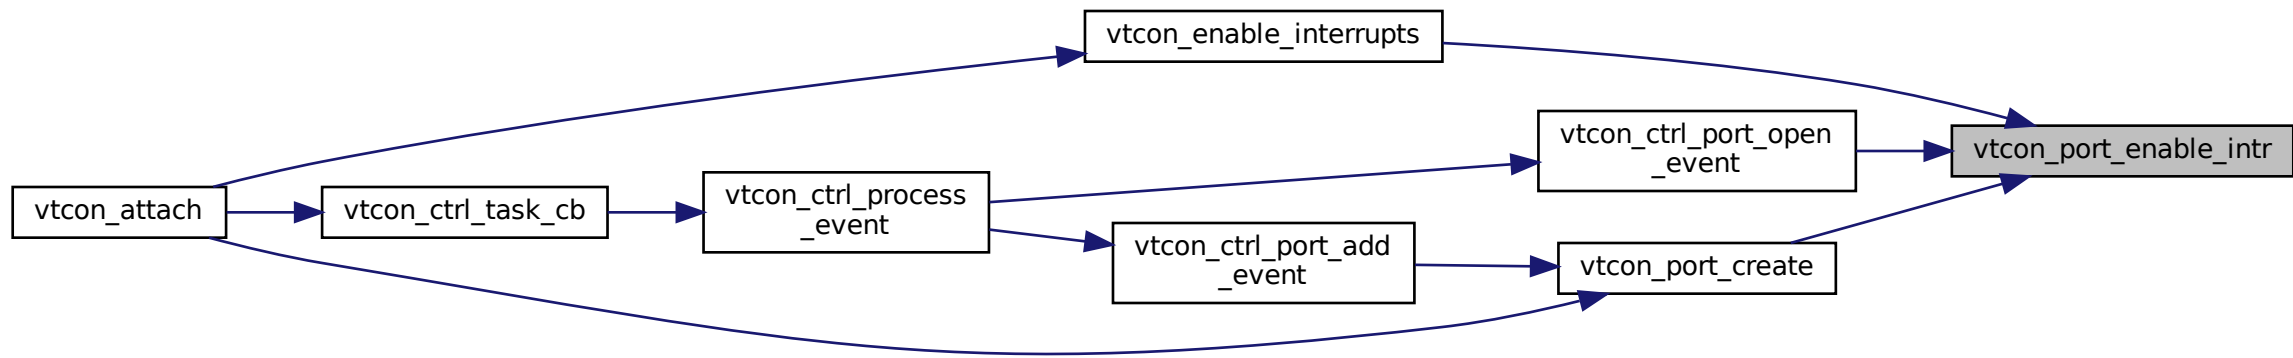 vtcon_enable_interrupts
vtcon_ctrl_port_open
_event
vtcon_port_enable_intr
vtcon_attach
vtcon_ctrl_task_cb
vtcon_ctrl_process
_event
vtcon_ctrl_port_add
_event
vtcon_port_create